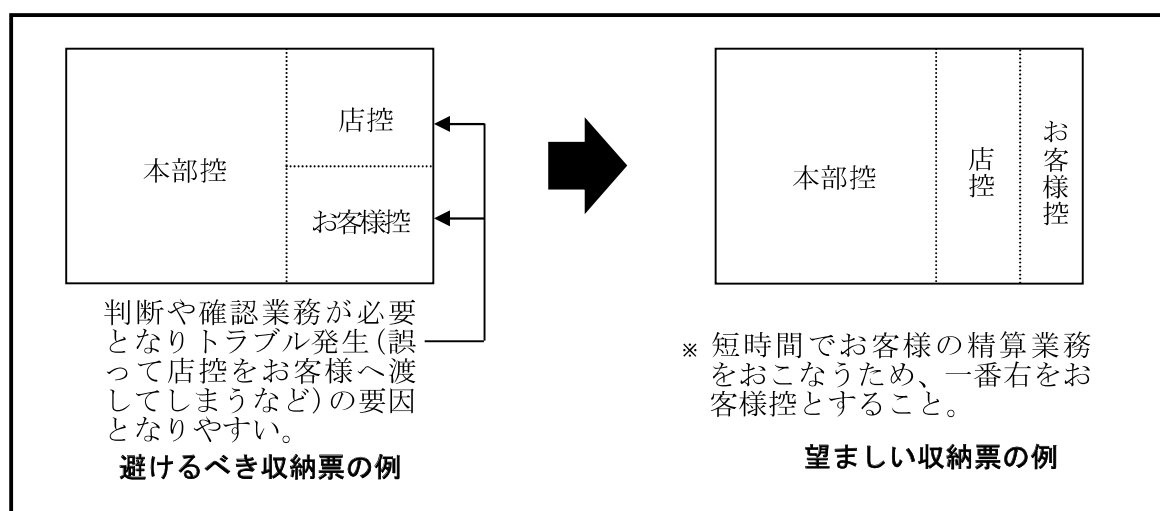 本部控
店控
お客様控
判断や確認業務が必要
となりトラブル発生(誤
って店控をお客様へ渡
してしまうなど)の要因
となりやすい。
避けるべき収納票の例
本部控
店控
お客様控
※ 短時間でお客様の精算業務
をおこなうため、一番右をお
客様控とすること。
望ましい収納票の例